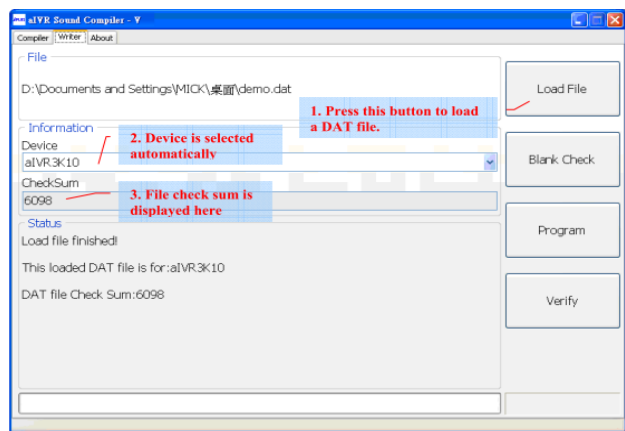 aIVR Sound Compiler - V
Compiler Writer About
File
D:\Documents and Settings\MICK\桌面\demo.dat
Load File
1. Press this button to load
a DAT file.
Information
Device
2. Device is selected
automatically
aIVR3K10
Blank Check
CheckSum
6098
3. File check sum is
displayed here
Status
Load file finished!
This loaded DAT file is for:aIVR3K10
DAT file Check Sum:6098
Program
Verify